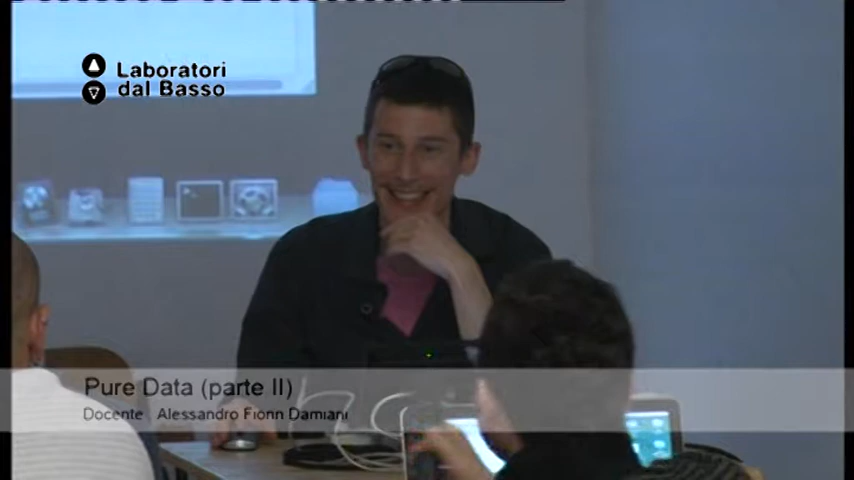 Laboratori
dal Basso
Pure Data (parte II)
Docente : Alessandro Fionn Damiani